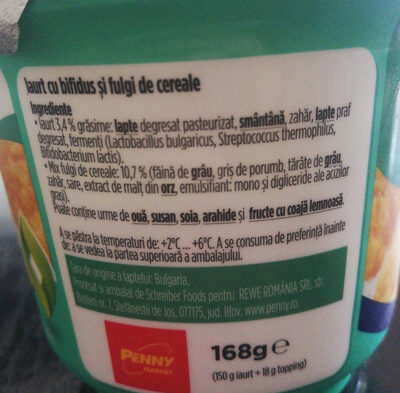 Iaurt cu bifidus și fulgi de cereale
Ingrediente
• Iaurt 3,4 % grăsime: lapte degresat pasteurizat, smântână, zahăr, lapte praf
degresat, fermenți (Lactobacillus bulgaricus, Streptococcus thermophilus,
Bifidobacterium lactis).
• Mix fulgi de cereale: 10,7 % (făină de grâu, griș de porumb, tărâțe de grâu,
zahăr, sare, extract de malț din orz, emulsifiant: mono și digliceride ale acizilor
grași).
Poate conține urme de ouă, susan, soia, arahide și fructe cu coajă lemnoasă.
A se păstra la temperaturi de: +2°C ... +6°C. A se consuma de preferință înainte
de: a se vedea la partea superioară a ambalajului.
Țara de origine a laptelui: Bulgaria.
Procesat și ambalat de Schreiber Foods pentru REWE ROMÂNIA SRL, str.
Busteni nr. 7, Ștefăneștii de Jos, 077175, jud. Ilfov. www.penny.ro
PENNY
MARKET
168g e
(150 g iaurt + 18 g topping)